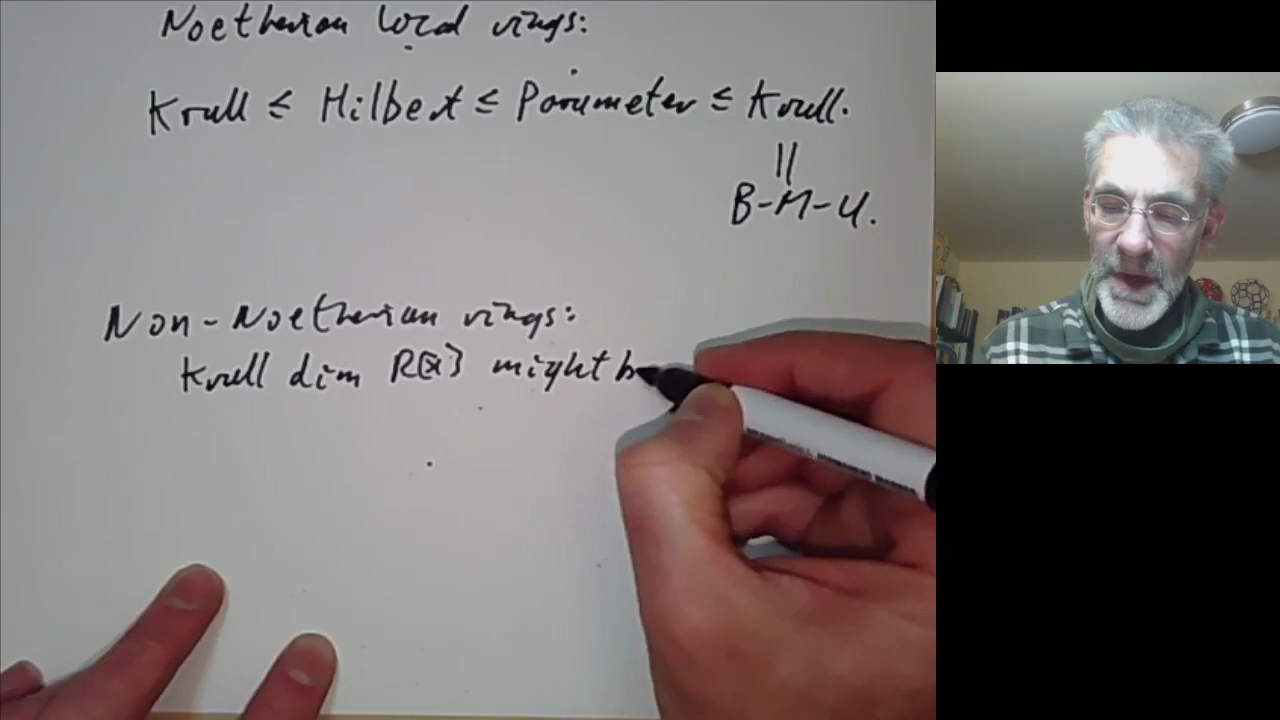 Noetherian local rings:
Krull ≤ Hilbert ≤ Parameter ≤ Krull.
||
B-M-U.
Non-Noetherian rings:
Krull dim R[x] might b